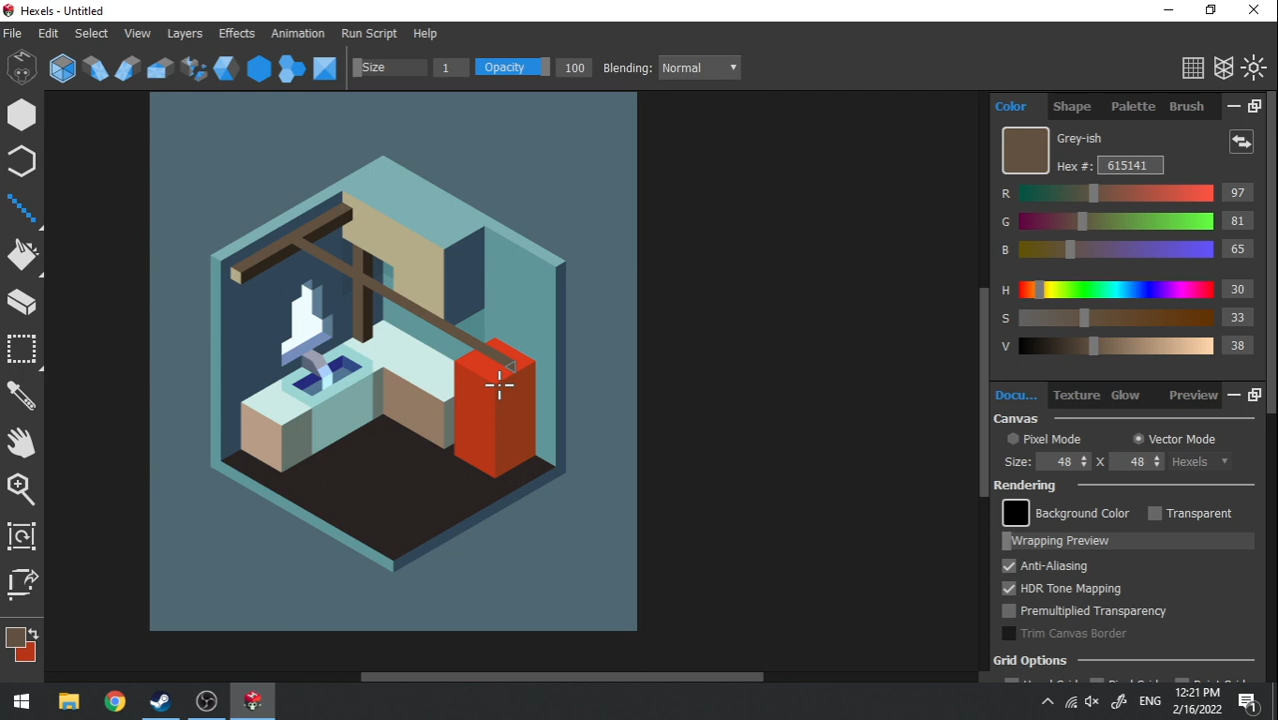 Hexels - Untitled
File Edit Select View Layers Effects Animation Run Script Help
Size 1 Opacity 100 Blending: Normal
Color Shape Palette Brush
Grey-ish
Hex #: 615141
R 97
G 81
B 65
H 30
S 33
V 38
Docu... Texture Glow Preview
Canvas
Pixel Mode Vector Mode
Size: 48 X 48 Hexels
Rendering
Background Color Transparent
Wrapping Preview
Anti-Aliasing
HDR Tone Mapping
Premultiplied Transparency
Trim Canvas Border
Grid Options
ENG 12:21 PM
2/16/2022 1